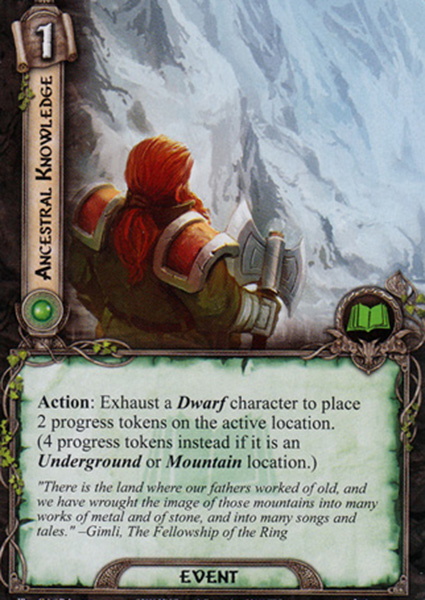 1
ANCESTRAL KNOWLEDGE
Action: Exhaust a Dwarf character to place
2 progress tokens on the active location.
(4 progress tokens instead if it is an
Underground or Mountain location.)
"There is the land where our fathers worked of old, and
we have wrought the image of those mountains into many
works of metal and of stone, and into many songs and
tales." –Gimli, The Fellowship of the Ring
EVENT